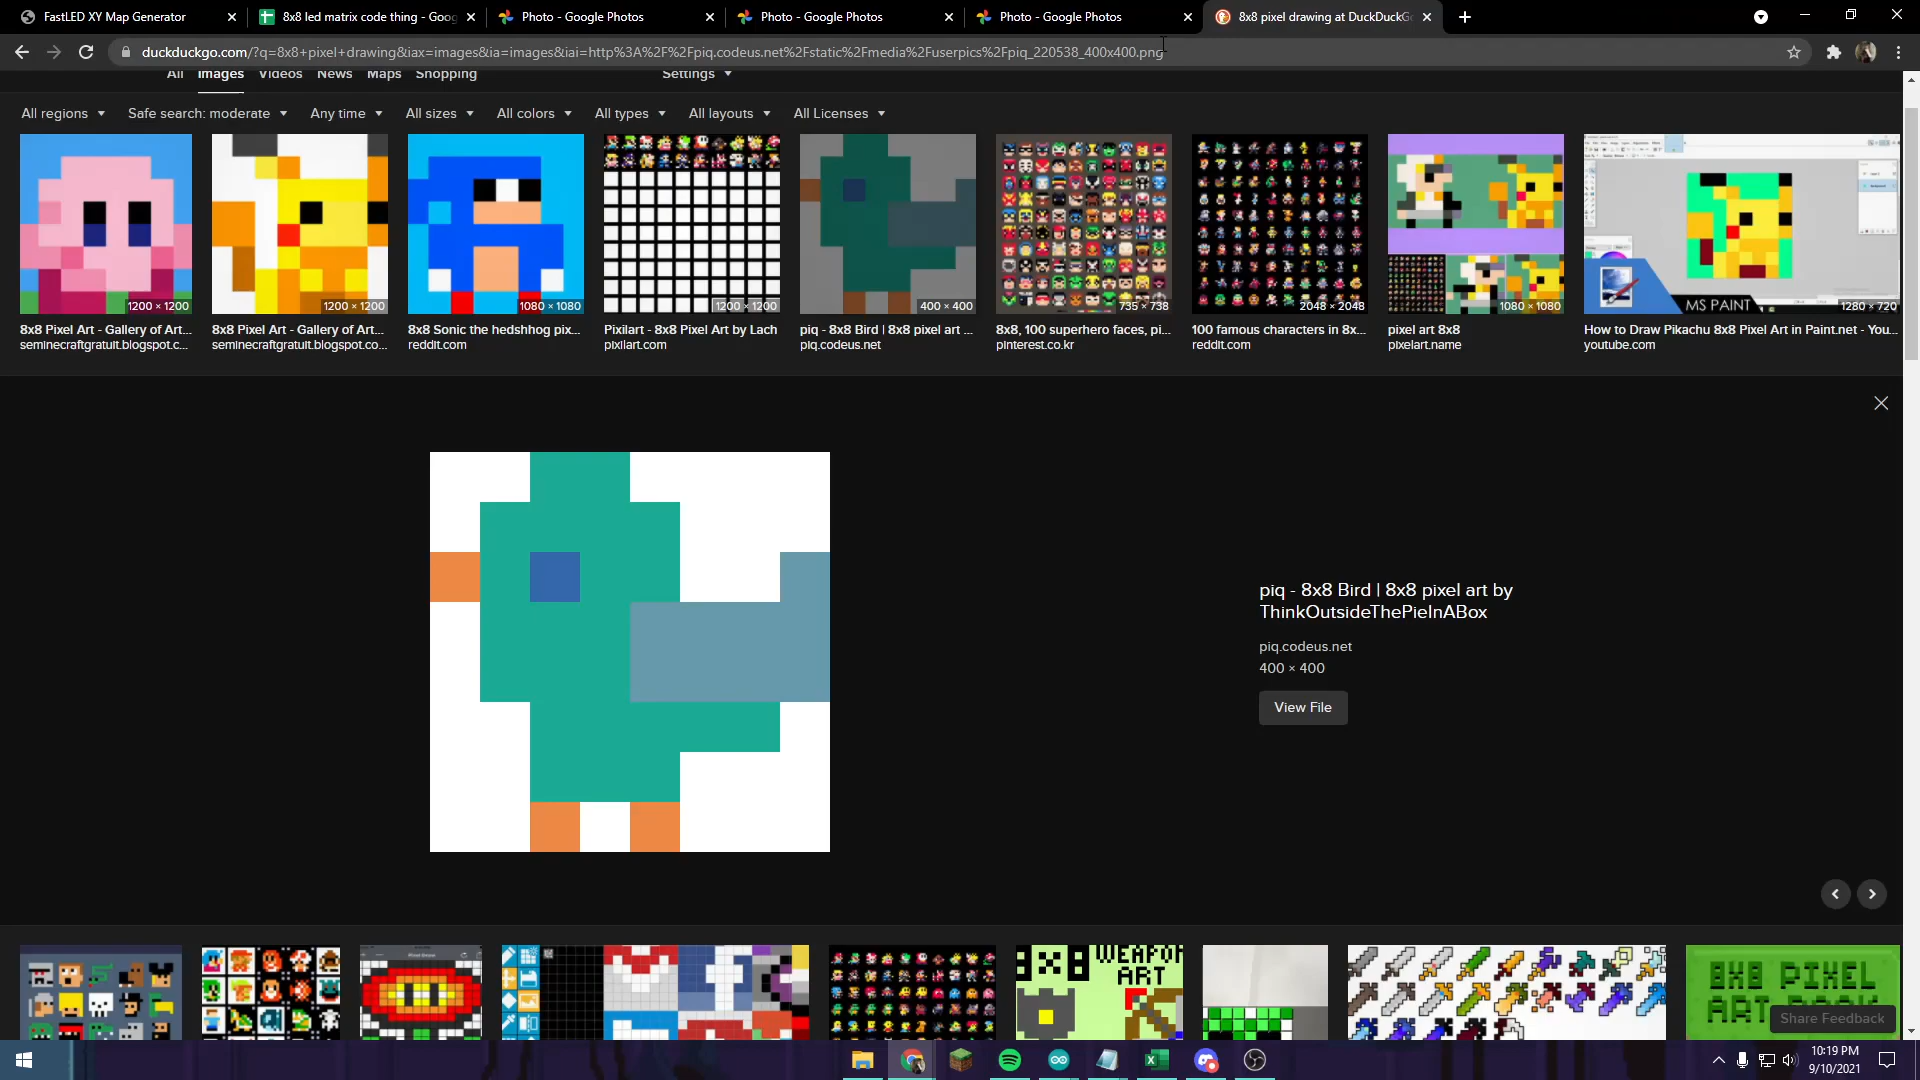 FastLED XY Map Generator
8x8 led matrix code thing - Goog
Photo - Google Photos
Photo - Google Photos
Photo - Google Photos
8x8 pixel drawing at DuckDuckG
duckduckgo.com/?q=8x8+pixel+drawing&iax=images&ia=images&iai=http%3A%2F%2Fpiq.codeus.net%2Fstatic%2Fmedia%2Fuserpics%2Fpiq_220538_400x400.png
All Images Videos News Maps Shopping Settings
All regions Safe search: moderate Any time All sizes All colors All types All layouts All Licenses
1200 × 1200
1200 × 1200
1080 × 1080
1200 × 1200
400 × 400
735 × 738
2048 × 2048
1080 × 1080
MS PAINT
1280 × 720
8x8 Pixel Art - Gallery of Art...
seminecraftgratuit.blogspot.c...
8x8 Pixel Art - Gallery of Art...
seminecraftgratuit.blogspot.co...
8x8 Sonic the hedshhog pix...
reddit.com
Pixilart - 8x8 Pixel Art by Lach
pixilart.com
piq - 8x8 Bird | 8x8 pixel art ...
piq.codeus.net
8x8, 100 superhero faces, pi...
pinterest.co.kr
100 famous characters in 8x...
reddit.com
pixel art 8x8
pixelart.name
How to Draw Pikachu 8x8 Pixel Art in Paint.net - You...
youtube.com
piq - 8x8 Bird | 8x8 pixel art by
ThinkOutsideThePieInABox
piq.codeus.net
400 × 400
View File
8X8 WEAPON
ART
8X8 PIXEL
ART BOOK
Share Feedback
10:19 PM
9/10/2021